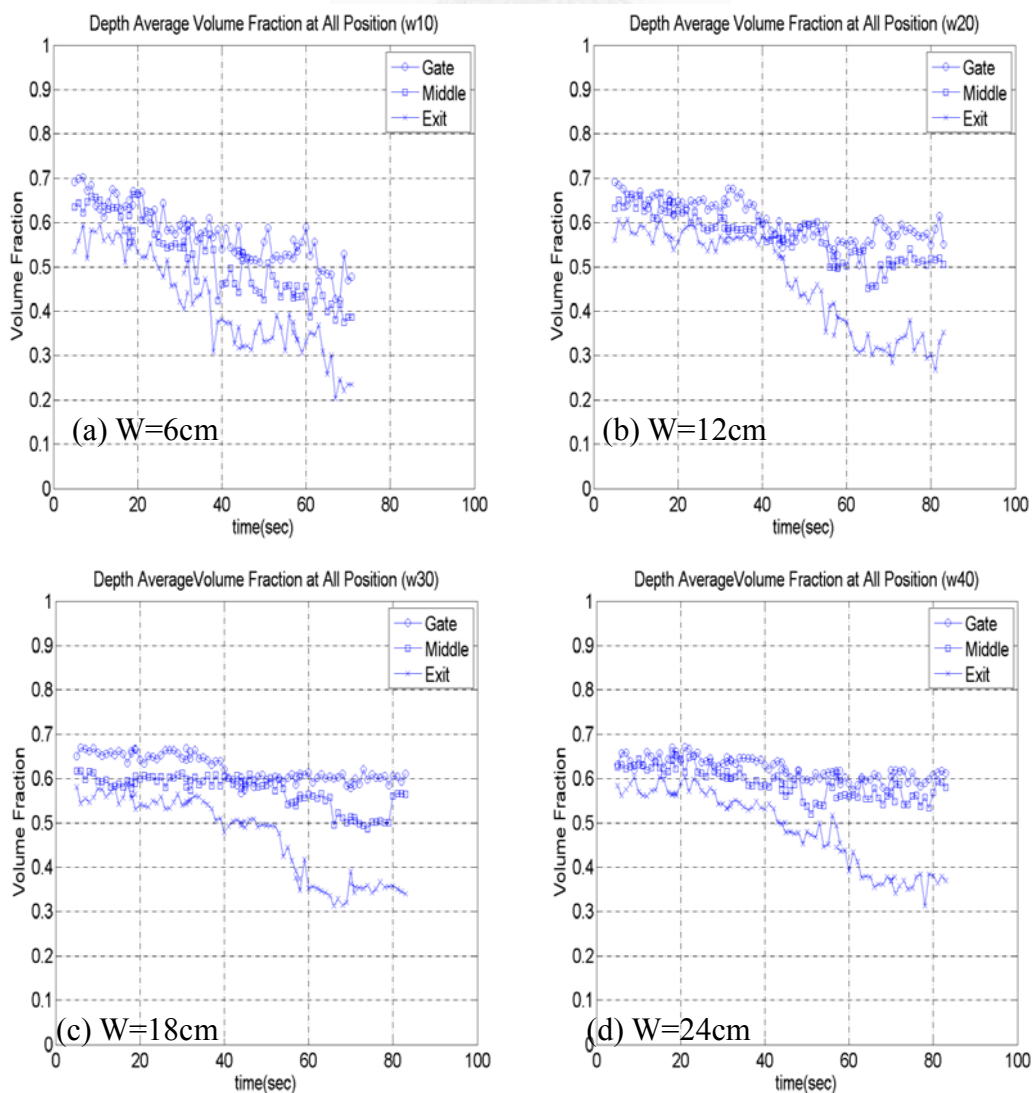 Depth Average Volume Fraction at All Position (w10)
1
0.9
0.8
0.7
0.6
0.5
0.4
0.3
0.2
0.1
0
Volume Fraction
Gate
Middle
Exit
(a) W=6cm
0 20 40 60 80 100
time(sec)
Depth Average Volume Fraction at All Position (w20)
1
0.9
0.8
0.7
0.6
0.5
0.4
0.3
0.2
0.1
0
Volume Fraction
Gate
Middle
Exit
(b) W=12cm
0 20 40 60 80 100
time(sec)
Depth AverageVolume Fraction at All Position (w30)
1
0.9
0.8
0.7
0.6
0.5
0.4
0.3
0.2
0.1
0
Volume Fraction
Gate
Middle
Exit
(c) W=18cm
0 20 40 60 80 100
time(sec)
Depth AverageVolume Fraction at All Position (w40)
1
0.9
0.8
0.7
0.6
0.5
0.4
0.3
0.2
0.1
0
Volume Fraction
Gate
Middle
Exit
(d) W=24cm
0 20 40 60 80 100
time(sec)